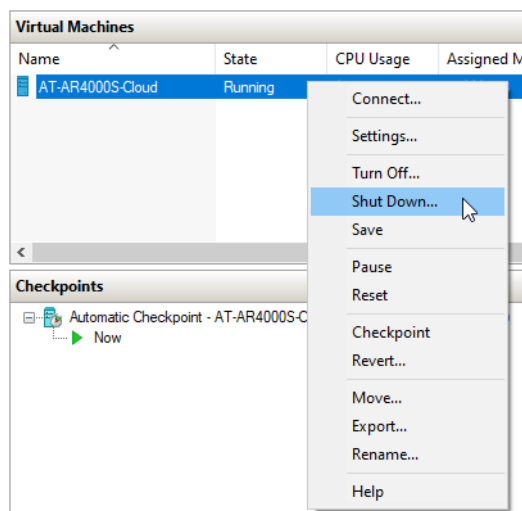 Virtual Machines
Name State CPU Usage Assigned M
AT-AR4000S-Cloud Running
Connect...
Settings...
Turn Off...
Shut Down...
Save
Pause
Reset
Checkpoint
Revert...
Move...
Export...
Rename...
Help
Checkpoints
Automatic Checkpoint - AT-AR4000S-C
Now